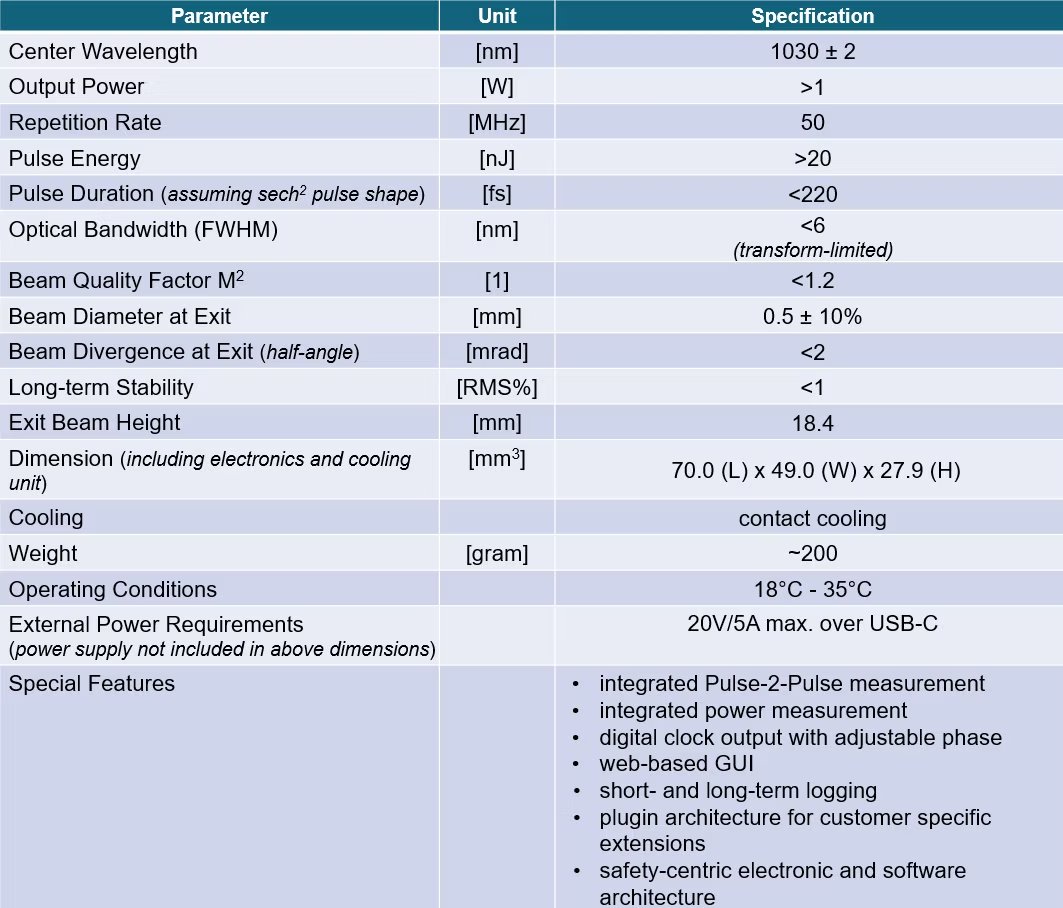 Parameter Unit Specification
Center Wavelength [nm] 1030 ± 2
Output Power [W] >1
Repetition Rate [MHz] 50
Pulse Energy [nJ] >20
Pulse Duration (assuming sech² pulse shape) [fs] <220
Optical Bandwidth (FWHM) [nm] <6
(transform-limited)
Beam Quality Factor M² [1] <1.2
Beam Diameter at Exit [mm] 0.5 ± 10%
Beam Divergence at Exit (half-angle) [mrad] <2
Long-term Stability [RMS%] <1
Exit Beam Height [mm] 18.4
Dimension (including electronics and cooling [mm³] 70.0 (L) x 49.0 (W) x 27.9 (H)
unit)
Cooling contact cooling
Weight [gram] ~200
Operating Conditions 18°C - 35°C
External Power Requirements 20V/5A max. over USB-C
(power supply not included in above dimensions)
Special Features • integrated Pulse-2-Pulse measurement
• integrated power measurement
• digital clock output with adjustable phase
• web-based GUI
• short- and long-term logging
• plugin architecture for customer specific
extensions
• safety-centric electronic and software
architecture